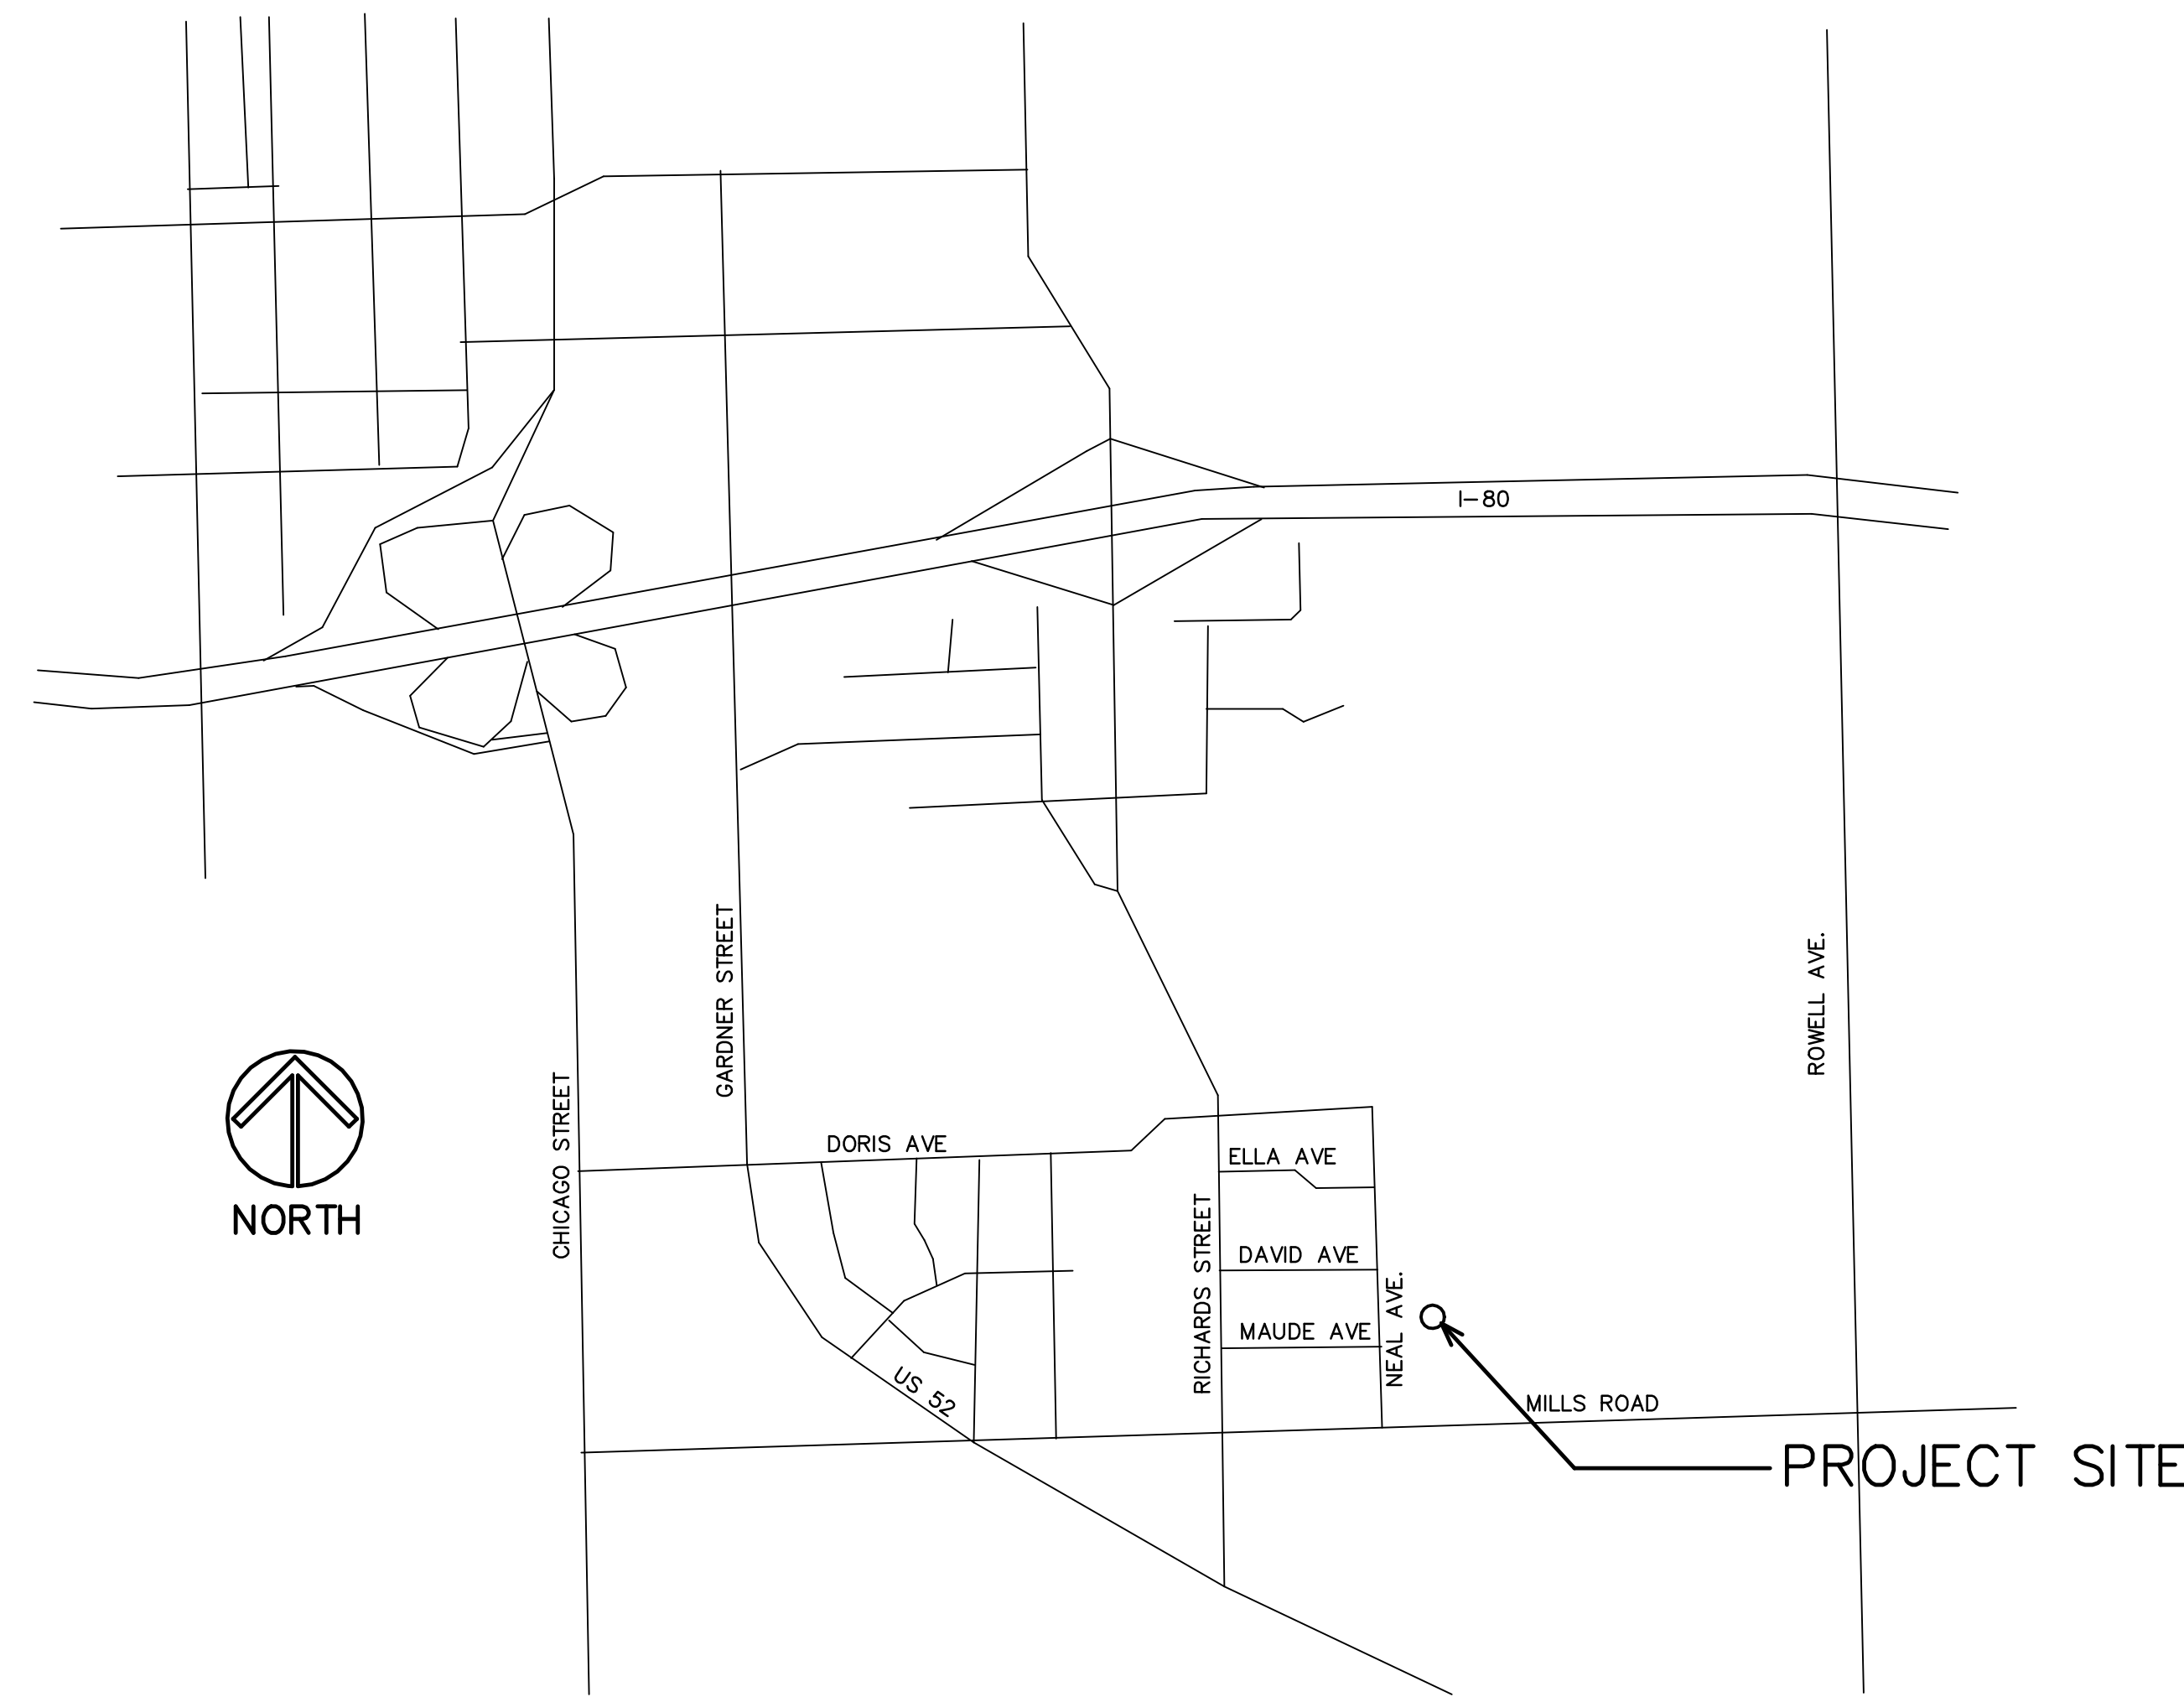 I-80
GARDNER STREET
ROWELL AVE.
CHICAGO STREET
DORIS AVE
ELLA AVE
NORTH
RICHARDS STREET
DAVID AVE
NEAL AVE.
MAUDE AVE
US 52
MILLS ROAD
PROJECT SITE